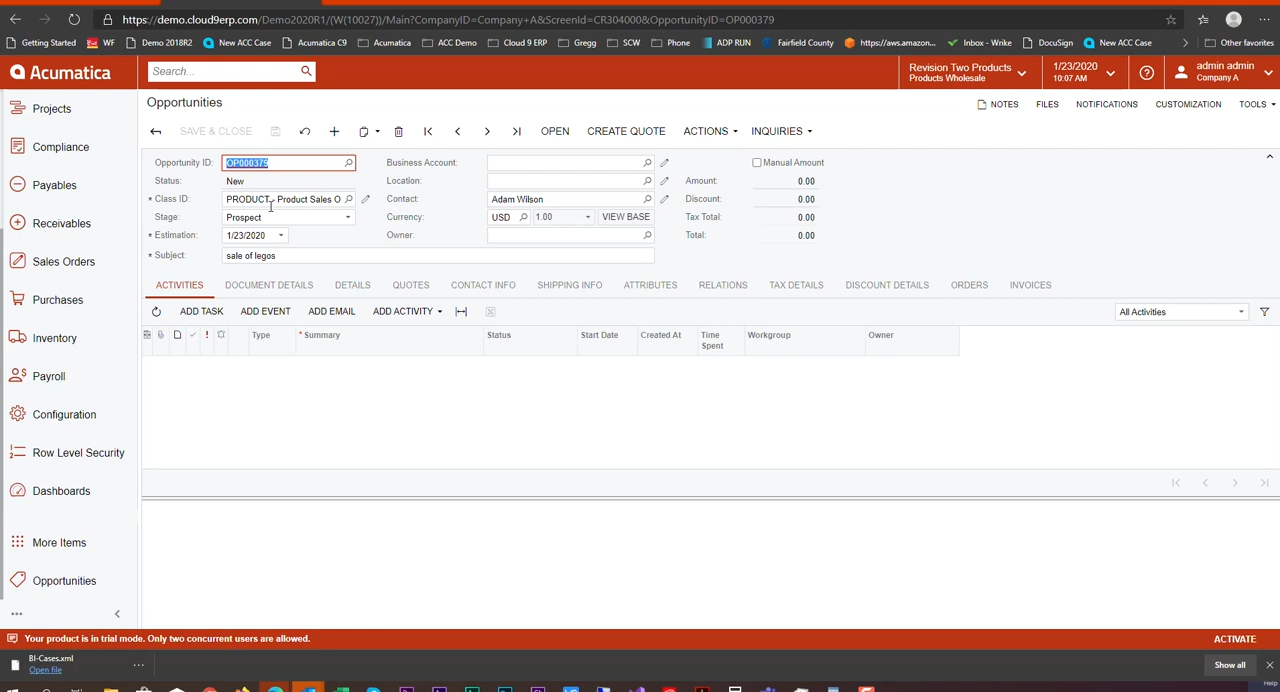 https://demo.cloud9erp.com/Demo2020R1/(W(10027))/Main?CompanyID=Company+A&ScreenId=CR304000&OpportunityID=OP000379
Getting Started WF Demo 2018R2 New ACC Case Acumatica C9 Acumatica ACC Demo Cloud 9 ERP Gregg SCW Phone ADP RUN Fairfield County https://aws.amazon... Inbox - Wrike DocuSign New ACC Case Other favorites
Acumatica Search... Revision Two Products 1/23/2020 admin admin
Products Wholesale 10:07 AM Company A
Opportunities
NOTES FILES NOTIFICATIONS CUSTOMIZATION TOOLS
SAVE & CLOSE OPEN CREATE QUOTE ACTIONS INQUIRIES
Opportunity ID: OP000379 Business Account: Manual Amount
Status: New Location: Amount: 0.00
* Class ID: PRODUCT - Product Sales O Contact: Adam Wilson Discount: 0.00
Stage: Prospect Currency: USD 1.00 VIEW BASE Tax Total: 0.00
* Estimation: 1/23/2020 Owner: Total: 0.00
* Subject: sale of legos
ACTIVITIES DOCUMENT DETAILS DETAILS QUOTES CONTACT INFO SHIPPING INFO ATTRIBUTES RELATIONS TAX DETAILS DISCOUNT DETAILS ORDERS INVOICES
ADD TASK ADD EVENT ADD EMAIL ADD ACTIVITY All Activities
Type * Summary Status Start Date Created At Time Spent Workgroup Owner
Projects
Compliance
Payables
Receivables
Sales Orders
Purchases
Inventory
Payroll
Configuration
Row Level Security
Dashboards
More Items
Opportunities
Your product is in trial mode. Only two concurrent users are allowed. ACTIVATE
BI-Cases.xml
Open file
Show all
Help